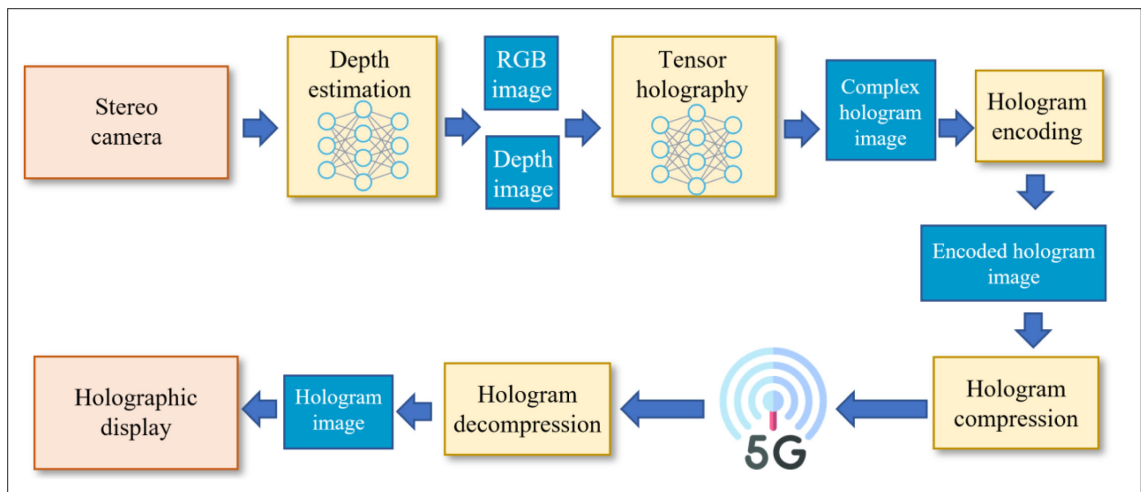 Stereo
camera
Depth
estimation
RGB
image
Depth
image
Tensor
holography
Complex
hologram
image
Hologram
encoding
Encoded hologram
image
Hologram
compression
5G
Hologram
decompression
Hologram
image
Holographic
display